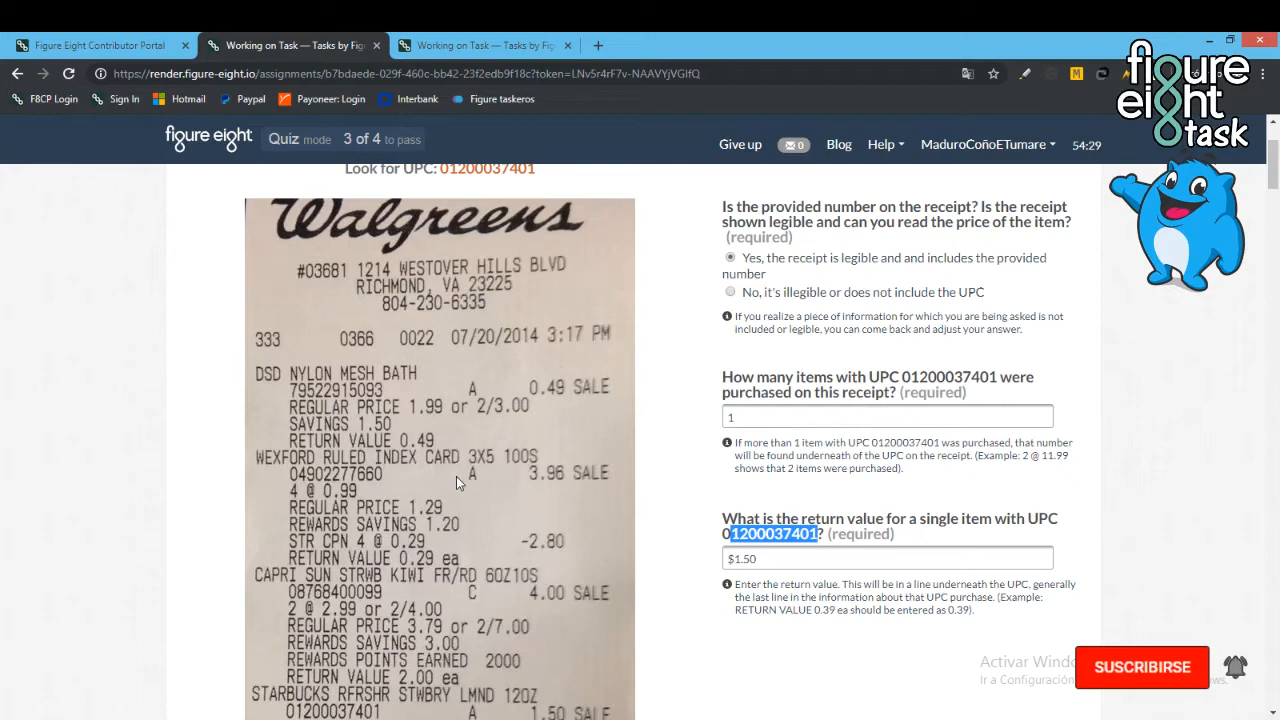 Figure Eight Contributor Portal
Working on Task — Tasks by Fig
Working on Task — Tasks by Fig
https://render.figure-eight.io/assignments/b7bdaede-029f-460c-bb42-23f2edb9f18c?token=LNv5r4rF7v-NAAVYjVGIfQ
F8CP Login
Sign In
Hotmail
Paypal
Payoneer: Login
Interbank
Figure taskeros
figure
eight
task
figure eight
Quiz mode
3 of 4 to pass
Give up
0
Blog
Help
MaduroCoñoETumare
54:29
Look for UPC: 01200037401
Walgreens
#03681 1214 WESTOVER HILLS BLVD
RICHMOND, VA 23225
804-230-6335
333 0366 0022 07/20/2014 3:17 PM
DSD NYLON MESH BATH
79522915093 A 0.49 SALE
REGULAR PRICE 1.99 or 2/3.00
SAVINGS 1.50
RETURN VALUE 0.49
WEXFORD RULED INDEX CARD 3X5 100S
04902277660 A 3.96 SALE
4 @ 0.99
REGULAR PRICE 1.29
REWARDS SAVINGS 1.20
STR CPN 4 @ 0.29 -2.80
RETURN VALUE 0.29 ea
CAPRI SUN STRWB KIWI FR/RD 6OZ10S
08768400099 C 4.00 SALE
2 @ 2.99 or 2/4.00
REGULAR PRICE 3.79 or 2/7.00
REWARDS SAVINGS 3.00
REWARDS POINTS EARNED 2000
RETURN VALUE 2.00 ea
STARBUCKS RFRSHR STWBRY LMND 12OZ
01200037401 A 1.50 SALE
Is the provided number on the receipt? Is the receipt
shown legible and can you read the price of the item?
(required)
Yes, the receipt is legible and and includes the provided
number
No, it's illegible or does not include the UPC
If you realize a piece of information for which you are being asked is not
included or legible, you can come back and adjust your answer.
How many items with UPC 01200037401 were
purchased on this receipt? (required)
1
If more than 1 item with UPC 01200037401 was purchased, that number
will be found underneath of the UPC on the receipt. (Example: 2 @ 11.99
shows that 2 items were purchased).
What is the return value for a single item with UPC
01200037401? (required)
$1.50
Enter the return value. This will be in a line underneath the UPC, generally
the last line in the information about that UPC purchase. (Example:
RETURN VALUE 0.39 ea should be entered as 0.39).
Activar Windo
Ir a Configuración
ws.
SUSCRIBIRSE